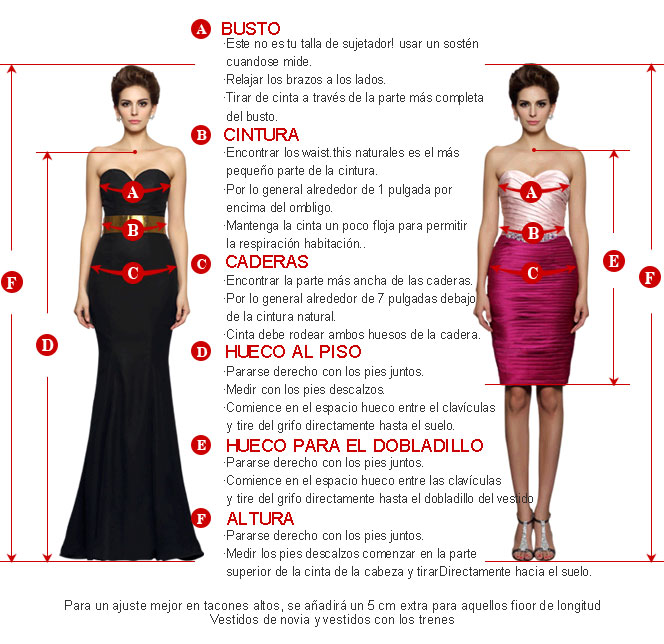 A BUSTO
·Este no es tu talla de sujetador! usar un sostén
cuandose mide.
·Relajar los brazos a los lados.
·Tirar de cinta a través de la parte más completa
del busto.
B CINTURA
·Encontrar los waist.this naturales es el más
pequeño parte de la cintura.
·Por lo general alrededor de 1 pulgada por
encima del ombligo.
·Mantenga la cinta un poco floja para permitir
la respiración habitación..
C CADERAS
·Encontrar la parte más ancha de las caderas.
·Por lo general alrededor de 7 pulgadas debajo
de la cintura natural.
·Cinta debe rodear ambos huesos de la cadera.
D HUECO AL PISO
·Pararse derecho con los pies juntos.
·Medir con los pies descalzos.
·Comience en el espacio hueco entre el clavículas
y tire del grifo directamente hasta el suelo.
E HUECO PARA EL DOBLADILLO
·Pararse derecho con los pies juntos.
·Comience en el espacio hueco entre las clavículas
y tire del grifo directamente hasta el dobladillo del vestido
F ALTURA
·Pararse derecho con los pies juntos.
·Medir los pies descalzos comenzar en la parte
superior de la cinta de la cabeza y tirarDirectamente hacia el suelo.
A
B
C
D
F
A
B
C
E
F
Para un ajuste mejor en tacones altos, se añadirá un 5 cm extra para aquellos fioor de longitud
Vestidos de novia y vestidos con los trenes